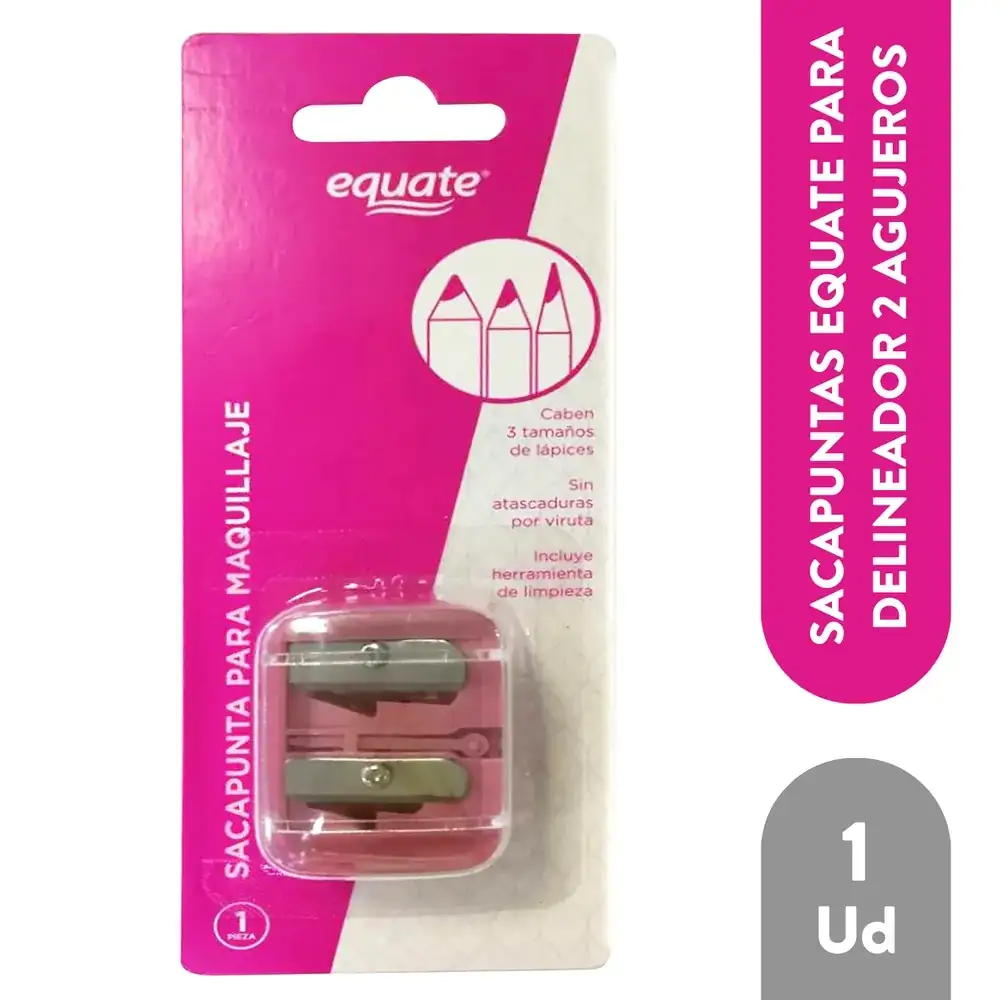 equate®
Caben
3 tamaños
de lápices
Sin
atascaduras
por viruta
Incluye
herramienta
de limpieza
SACAPUNTA PARA MAQUILLAJE
1
PIEZA
SACAPUNTAS EQUATE PARA
DELINEADOR 2 AGUJEROS
1
Ud